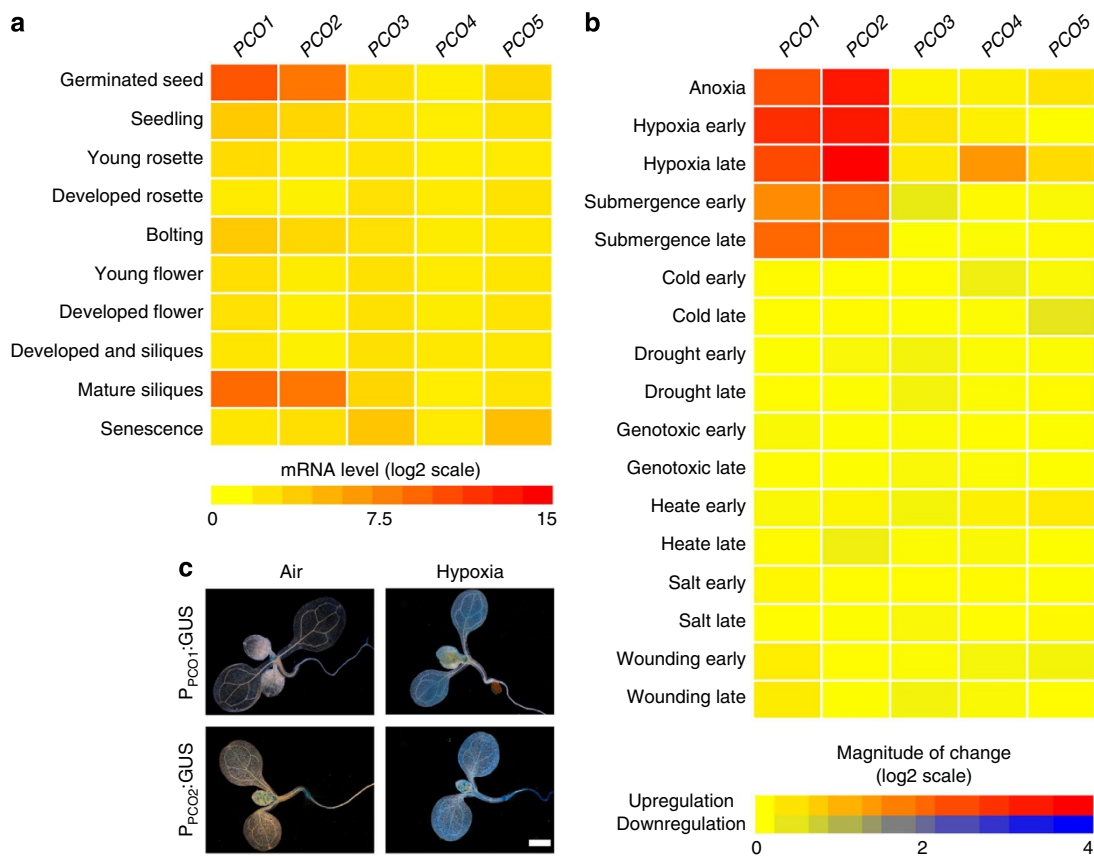 a
PCO1 PCO2 PCO3 PCO4 PCO5
Germinated seed
Seedling
Young rosette
Developed rosette
Bolting
Young flower
Developed flower
Developed and siliques
Mature siliques
Senescence
mRNA level (log2 scale)
0 7.5 15
b
PCO1 PCO2 PCO3 PCO4 PCO5
Anoxia
Hypoxia early
Hypoxia late
Submergence early
Submergence late
Cold early
Cold late
Drought early
Drought late
Genotoxic early
Genotoxic late
Heate early
Heate late
Salt early
Salt late
Wounding early
Wounding late
Magnitude of change
(log2 scale)
Upregulation
Downregulation
0 2 4
c
Air Hypoxia
PPCO1:GUS
PPCO2:GUS